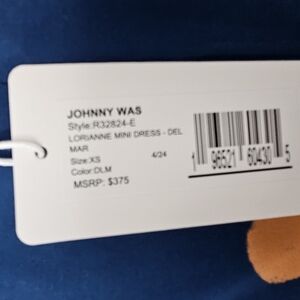 JOHNNY WAS
Style:R32824-E
LORIANNE MINI DRESS - DEL
MAR
Size:XS 4/24
Color:DLM
MSRP: $375
1 96521 60430 5